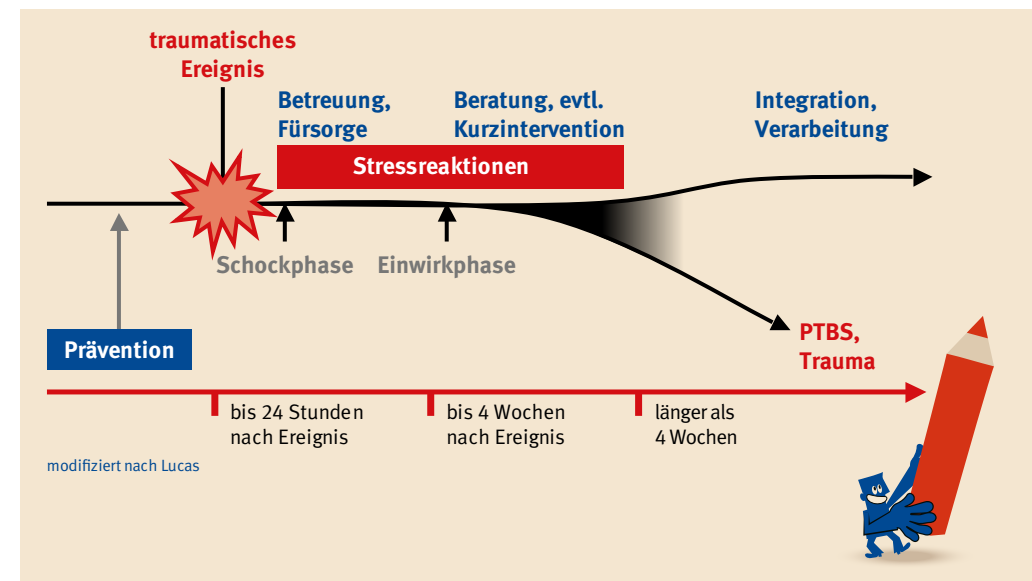 traumatisches
Ereignis
Betreuung,
Fürsorge
Beratung, evtl.
Kurzintervention
Integration,
Verarbeitung
Stressreaktionen
Schockphase
Einwirkphase
Prävention
PTBS,
Trauma
bis 24 Stunden
nach Ereignis
bis 4 Wochen
nach Ereignis
länger als
4 Wochen
modifiziert nach Lucas